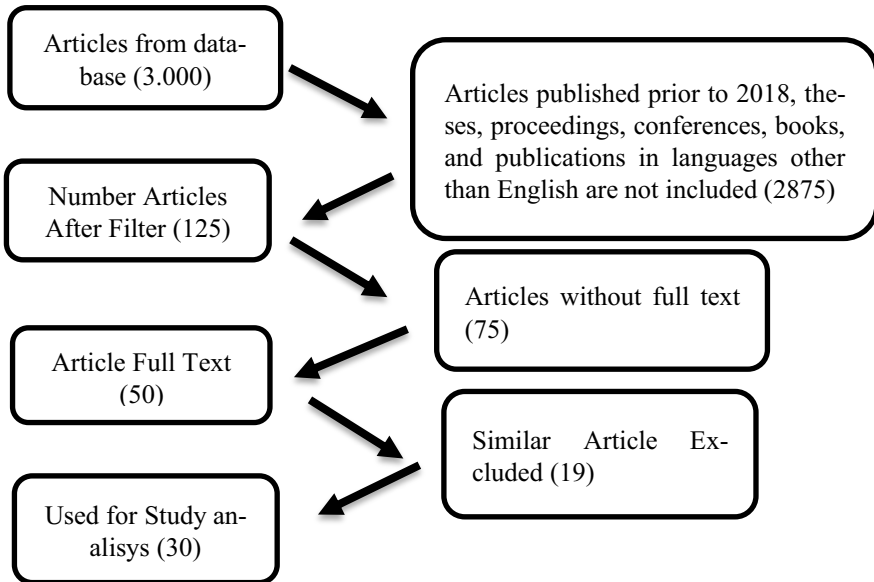 Articles from data-
base (3.000)
Articles published prior to 2018, the-
ses, proceedings, conferences, books,
and publications in languages other
than English are not included (2875)
Number Articles
After Filter (125)
Articles without full text
(75)
Article Full Text
(50)
Similar Article Ex-
cluded (19)
Used for Study an-
alisys (30)